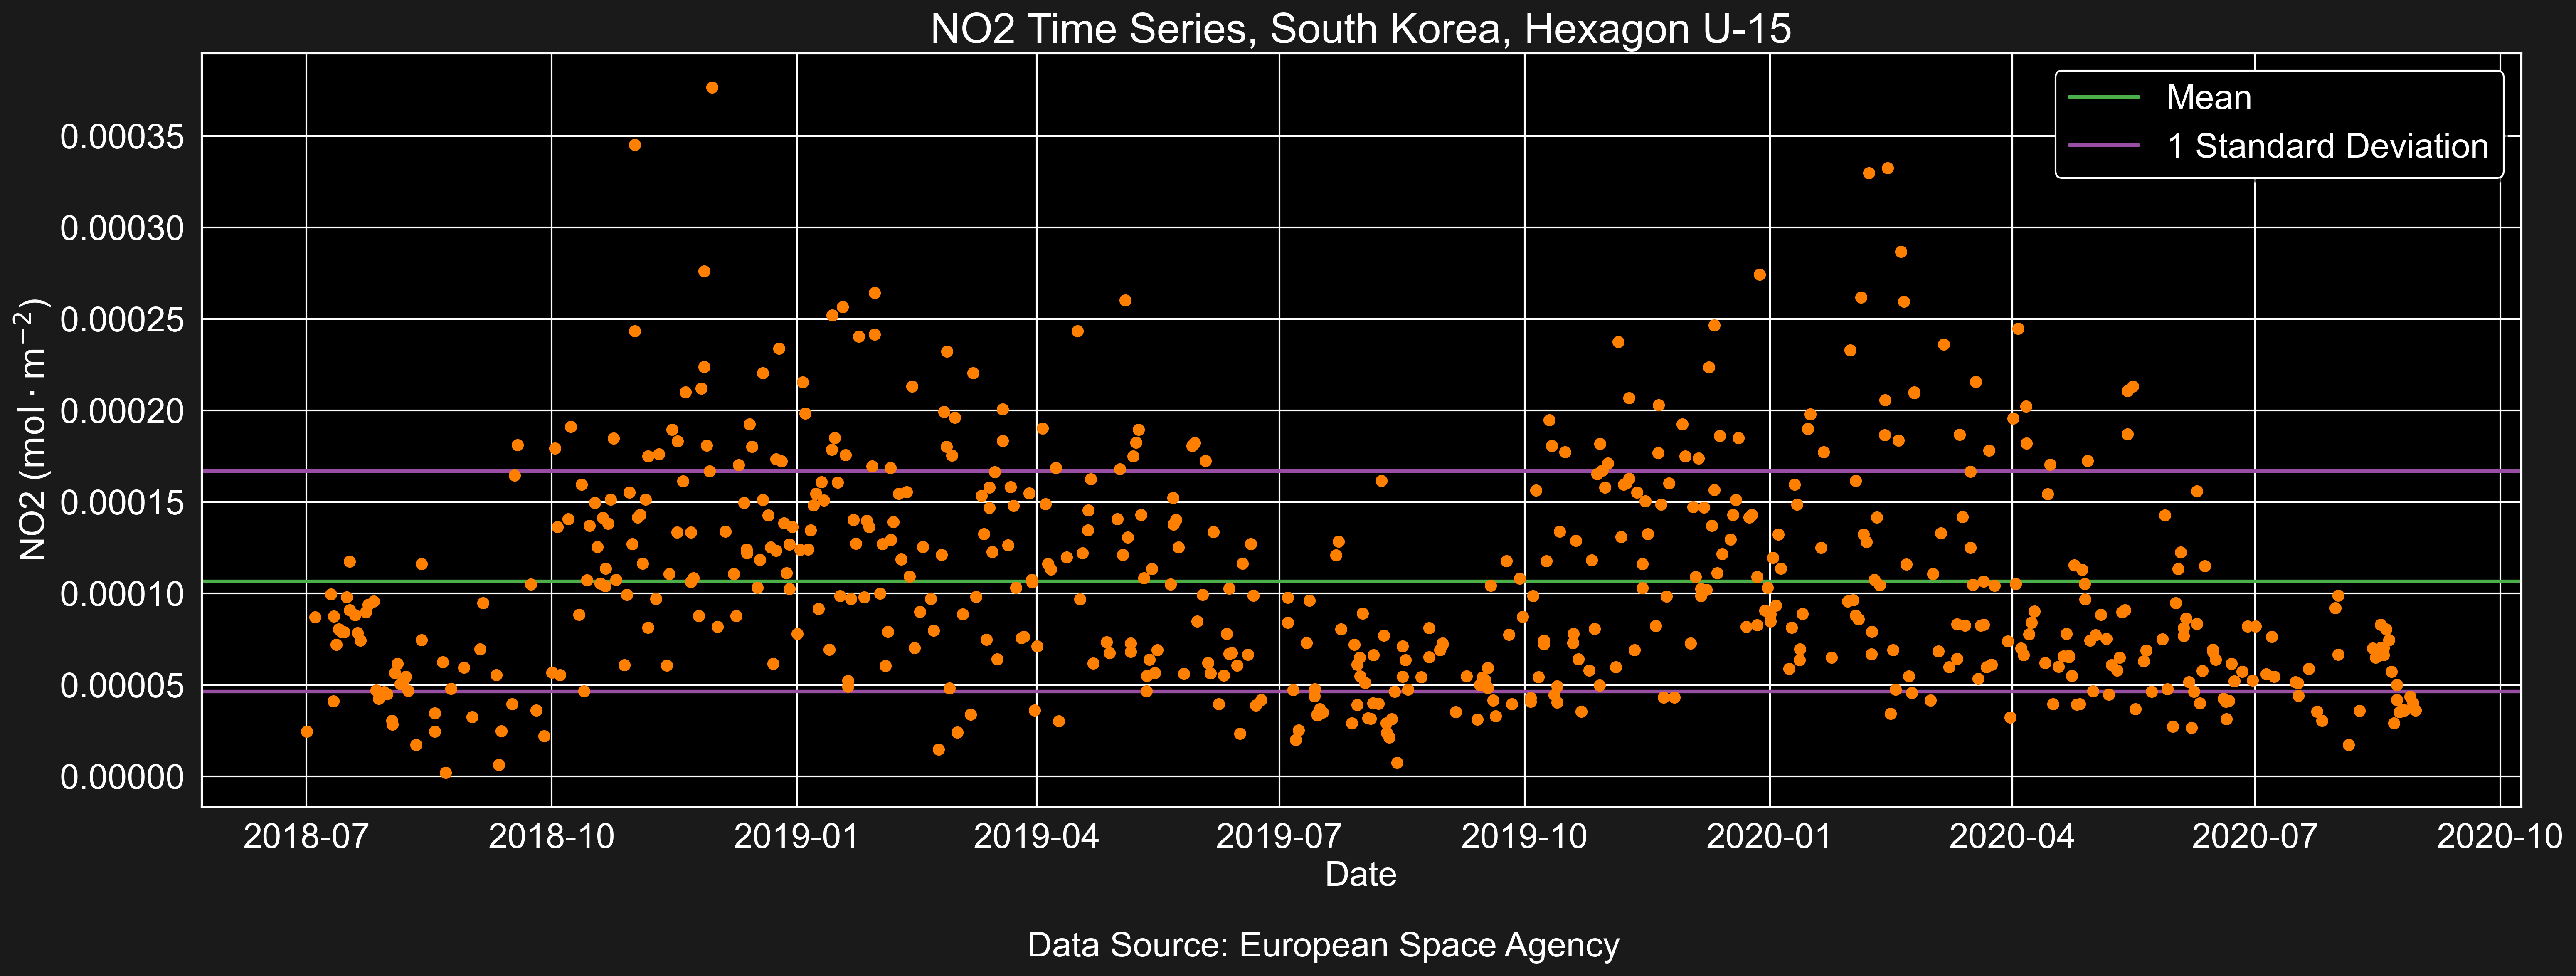 NO2 Time Series, South Korea, Hexagon U-15
Mean
1 Standard Deviation
NO2 (mol · m⁻²)
0.00035
0.00030
0.00025
0.00020
0.00015
0.00010
0.00005
0.00000
2018-07 2018-10 2019-01 2019-04 2019-07 2019-10 2020-01 2020-04 2020-07 2020-10
Date
Data Source: European Space Agency